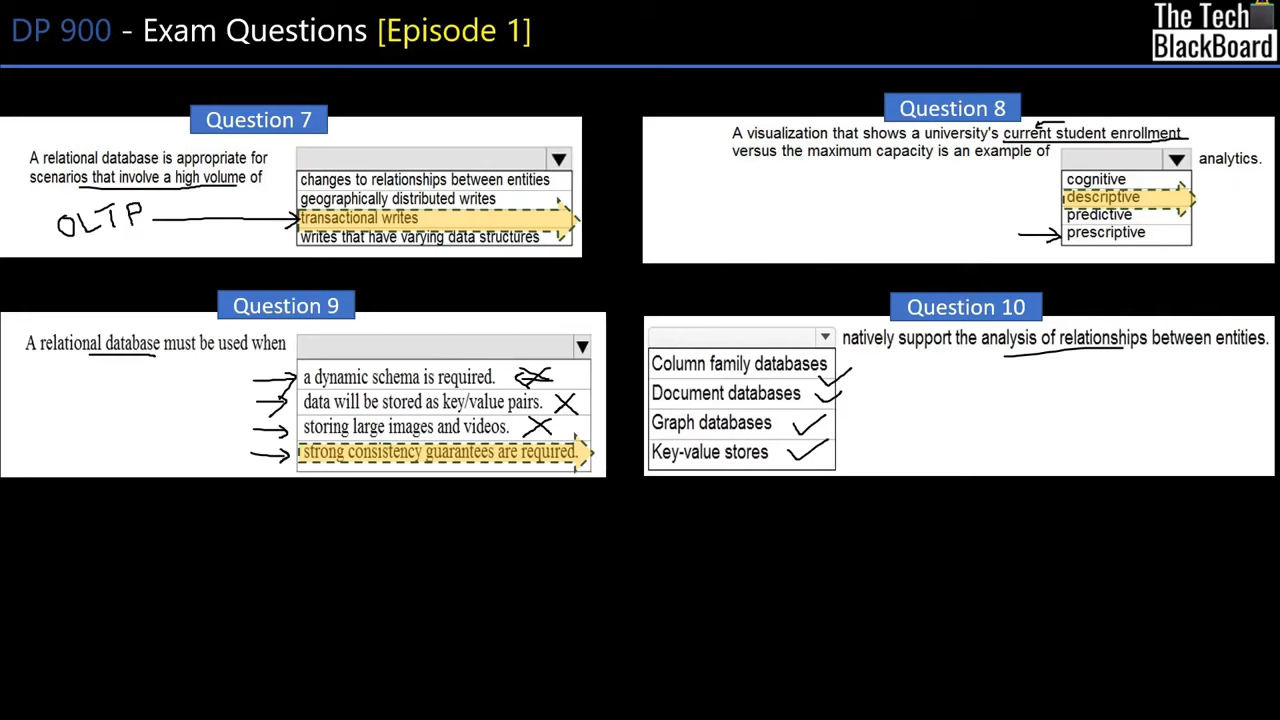 DP 900 - Exam Questions [Episode 1]
The Tech
BlackBoard
Question 7
A relational database is appropriate for
scenarios that involve a high volume of
changes to relationships between entities
geographically distributed writes
transactional writes
writes that have varying data structures
OLTP
Question 8
A visualization that shows a university's current student enrollment
versus the maximum capacity is an example of
analytics.
cognitive
descriptive
predictive
prescriptive
Question 9
A relational database must be used when
a dynamic schema is required.
data will be stored as key/value pairs.
storing large images and videos.
strong consistency guarantees are required.
Question 10
natively support the analysis of relationships between entities.
Column family databases
Document databases
Graph databases
Key-value stores